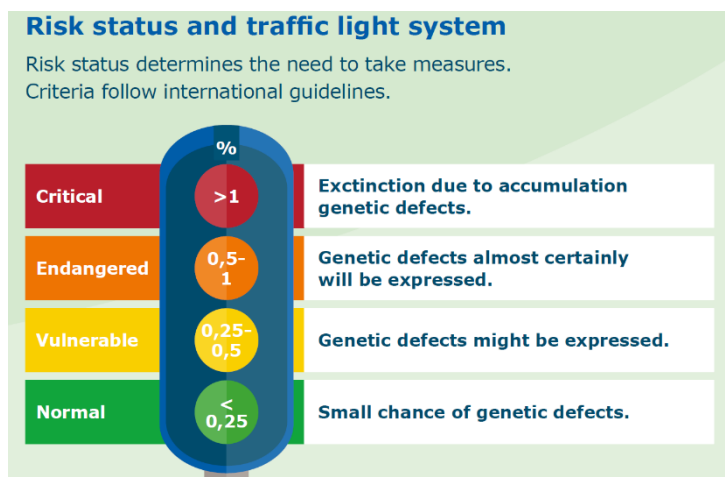 Risk status and traffic light system
Risk status determines the need to take measures.
Criteria follow international guidelines.
%
Critical
>1
Exctinction due to accumulation
genetic defects.
Endangered
0,5-
1
Genetic defects almost certainly
will be expressed.
Vulnerable
0,25-
0,5
Genetic defects might be expressed.
Normal
<
0,25
Small chance of genetic defects.